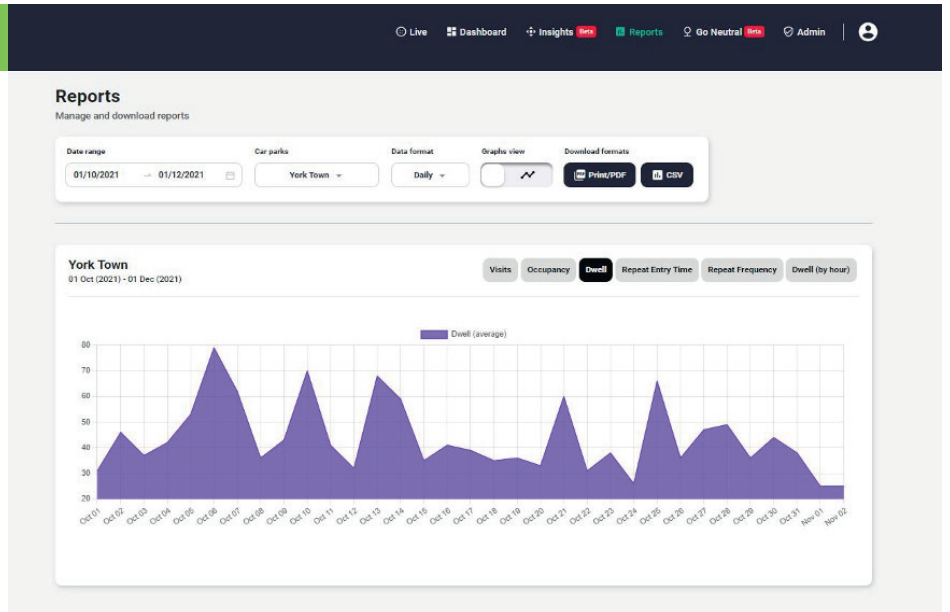 Live Dashboard Insights Beta Reports Go Neutral Beta Admin
Reports
Manage and download reports
Date range Car parks Data format Graphs view Download formats
01/10/2021 → 01/12/2021 York Town Daily Print/PDF CSV
York Town
01 Oct (2021) - 01 Dec (2021)
Visits Occupancy Dwell Repeat Entry Time Repeat Frequency Dwell (by hour)
Dwell (average)
80
70
60
50
40
30
20
Oct 01 Oct 02 Oct 03 Oct 04 Oct 05 Oct 06 Oct 07 Oct 08 Oct 09 Oct 10 Oct 11 Oct 12 Oct 13 Oct 14 Oct 15 Oct 16 Oct 17 Oct 18 Oct 19 Oct 20 Oct 21 Oct 22 Oct 23 Oct 24 Oct 25 Oct 26 Oct 27 Oct 28 Oct 29 Oct 30 Oct 31 Nov 01 Nov 02